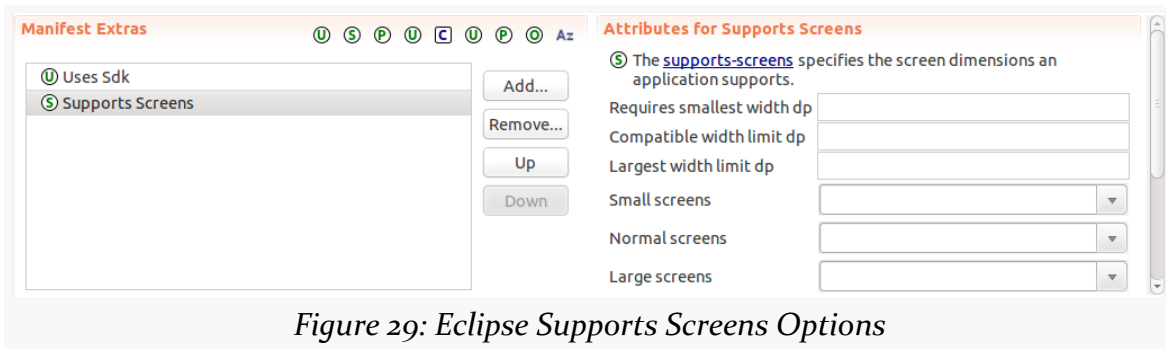 Manifest Extras
U S P U C U P O Az
U Uses Sdk
S Supports Screens
Add...
Remove...
Up
Down
Attributes for Supports Screens
S The supports-screens specifies the screen dimensions an
application supports.
Requires smallest width dp
Compatible width limit dp
Largest width limit dp
Small screens
Normal screens
Large screens
Figure 29: Eclipse Supports Screens Options